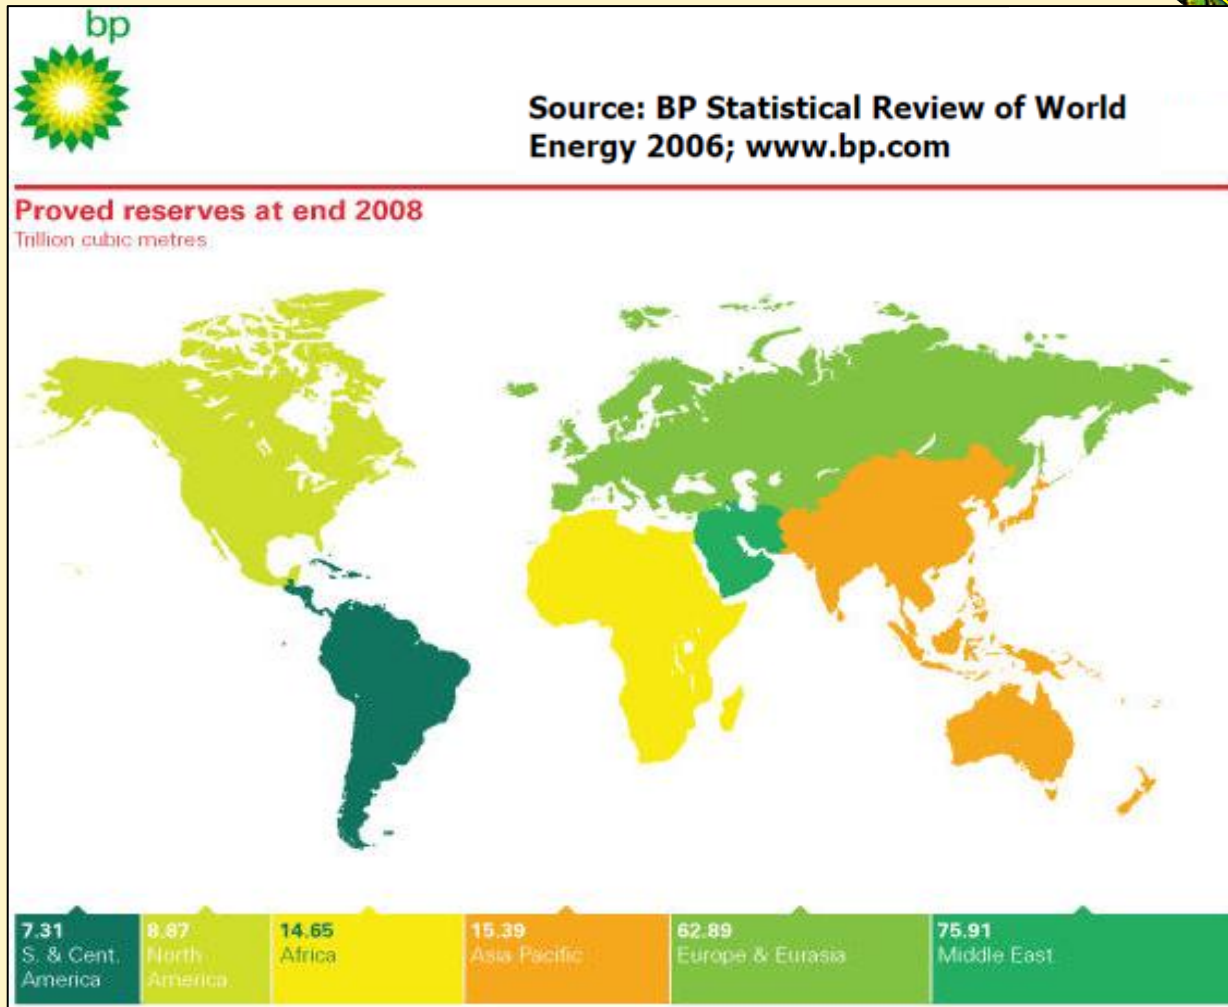 bp
Source: BP Statistical Review of World
Energy 2006; www.bp.com
Proved reserves at end 2008
Trillion cubic metres
7.31
S. & Cent.
America
8.87
North
America
14.65
Africa
15.39
Asia Pacific
62.89
Europe & Eurasia
75.91
Middle East